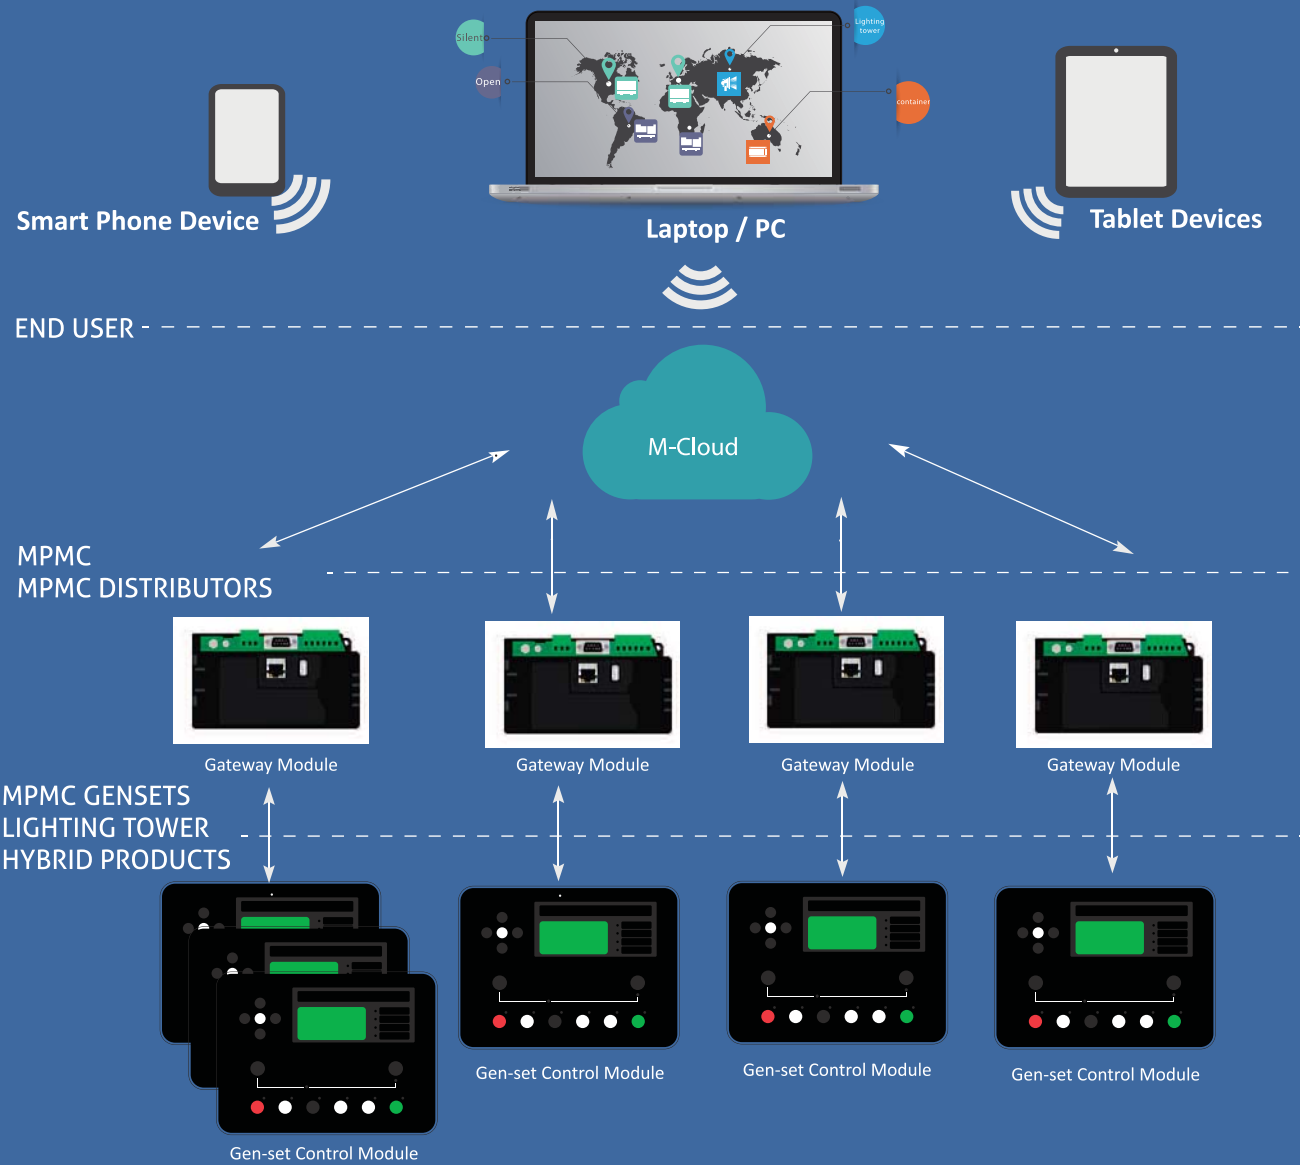 Silent
Lighting
tower
Open
container
Smart Phone Device
Laptop / PC
Tablet Devices
END USER
M-Cloud
MPMC
MPMC DISTRIBUTORS
Gateway Module
Gateway Module
Gateway Module
Gateway Module
MPMC GENSETS
LIGHTING TOWER
HYBRID PRODUCTS
Gen-set Control Module
Gen-set Control Module
Gen-set Control Module
Gen-set Control Module